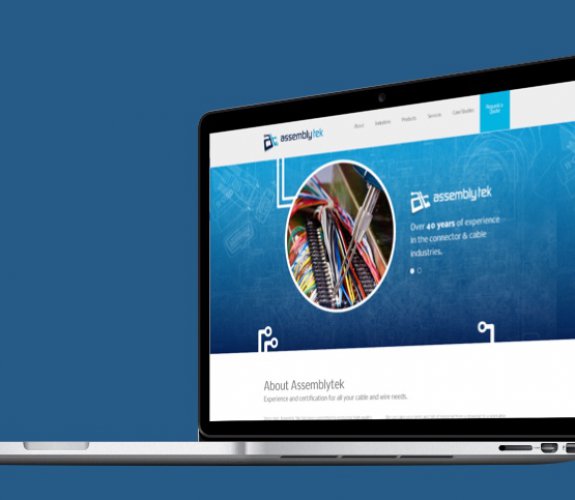 assemblytek
About Industries Products Services Case Studies Request a Quote
assemblytek
Over 40 years of experience
in the connector & cable
industries.
About Assemblytek
Experience and certification for all your cable and wire needs.